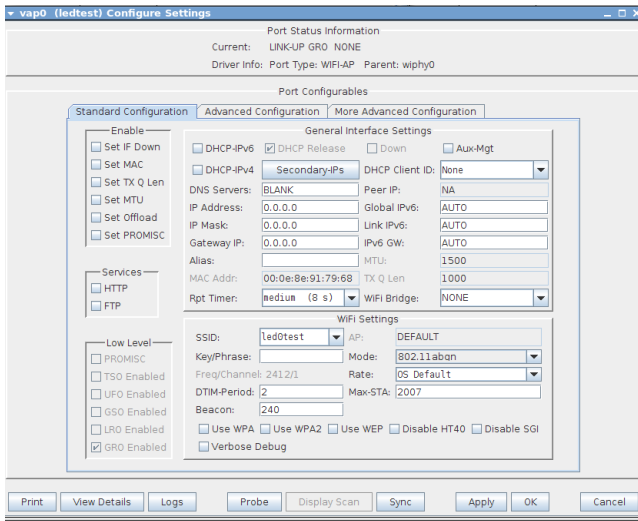 vap0 (ledtest) Configure Settings
Port Status Information
Current: LINK-UP GRO NONE
Driver Info: Port Type: WIFI-AP Parent: wiphy0
Port Configurables
Standard Configuration Advanced Configuration More Advanced Configuration
Enable
Set IF Down
Set MAC
Set TX Q Len
Set MTU
Set Offload
Set PROMISC
Services
HTTP
FTP
Low Level
PROMISC
TSO Enabled
UFO Enabled
GSO Enabled
LRO Enabled
GRO Enabled
General Interface Settings
DHCP-IPv6 DHCP Release Down Aux-Mgt
DHCP-IPv4 Secondary-IPs DHCP Client ID: None
DNS Servers: BLANK Peer IP: NA
IP Address: 0.0.0.0 Global IPv6: AUTO
IP Mask: 0.0.0.0 Link IPv6: AUTO
Gateway IP: 0.0.0.0 IPv6 GW: AUTO
Alias: MTU: 1500
MAC Addr: 00:0e:8e:91:79:68 TX Q Len 1000
Rpt Timer: medium (8 s) WiFi Bridge: NONE
WiFi Settings
SSID: led0test AP: DEFAULT
Key/Phrase: Mode: 802.11abgn
Freq/Channel: 2412/1 Rate: OS Default
DTIM-Period: 2 Max-STA: 2007
Beacon: 240
Use WPA Use WPA2 Use WEP Disable HT40 Disable SGI
Verbose Debug
Print View Details Logs Probe Display Scan Sync Apply OK Cancel